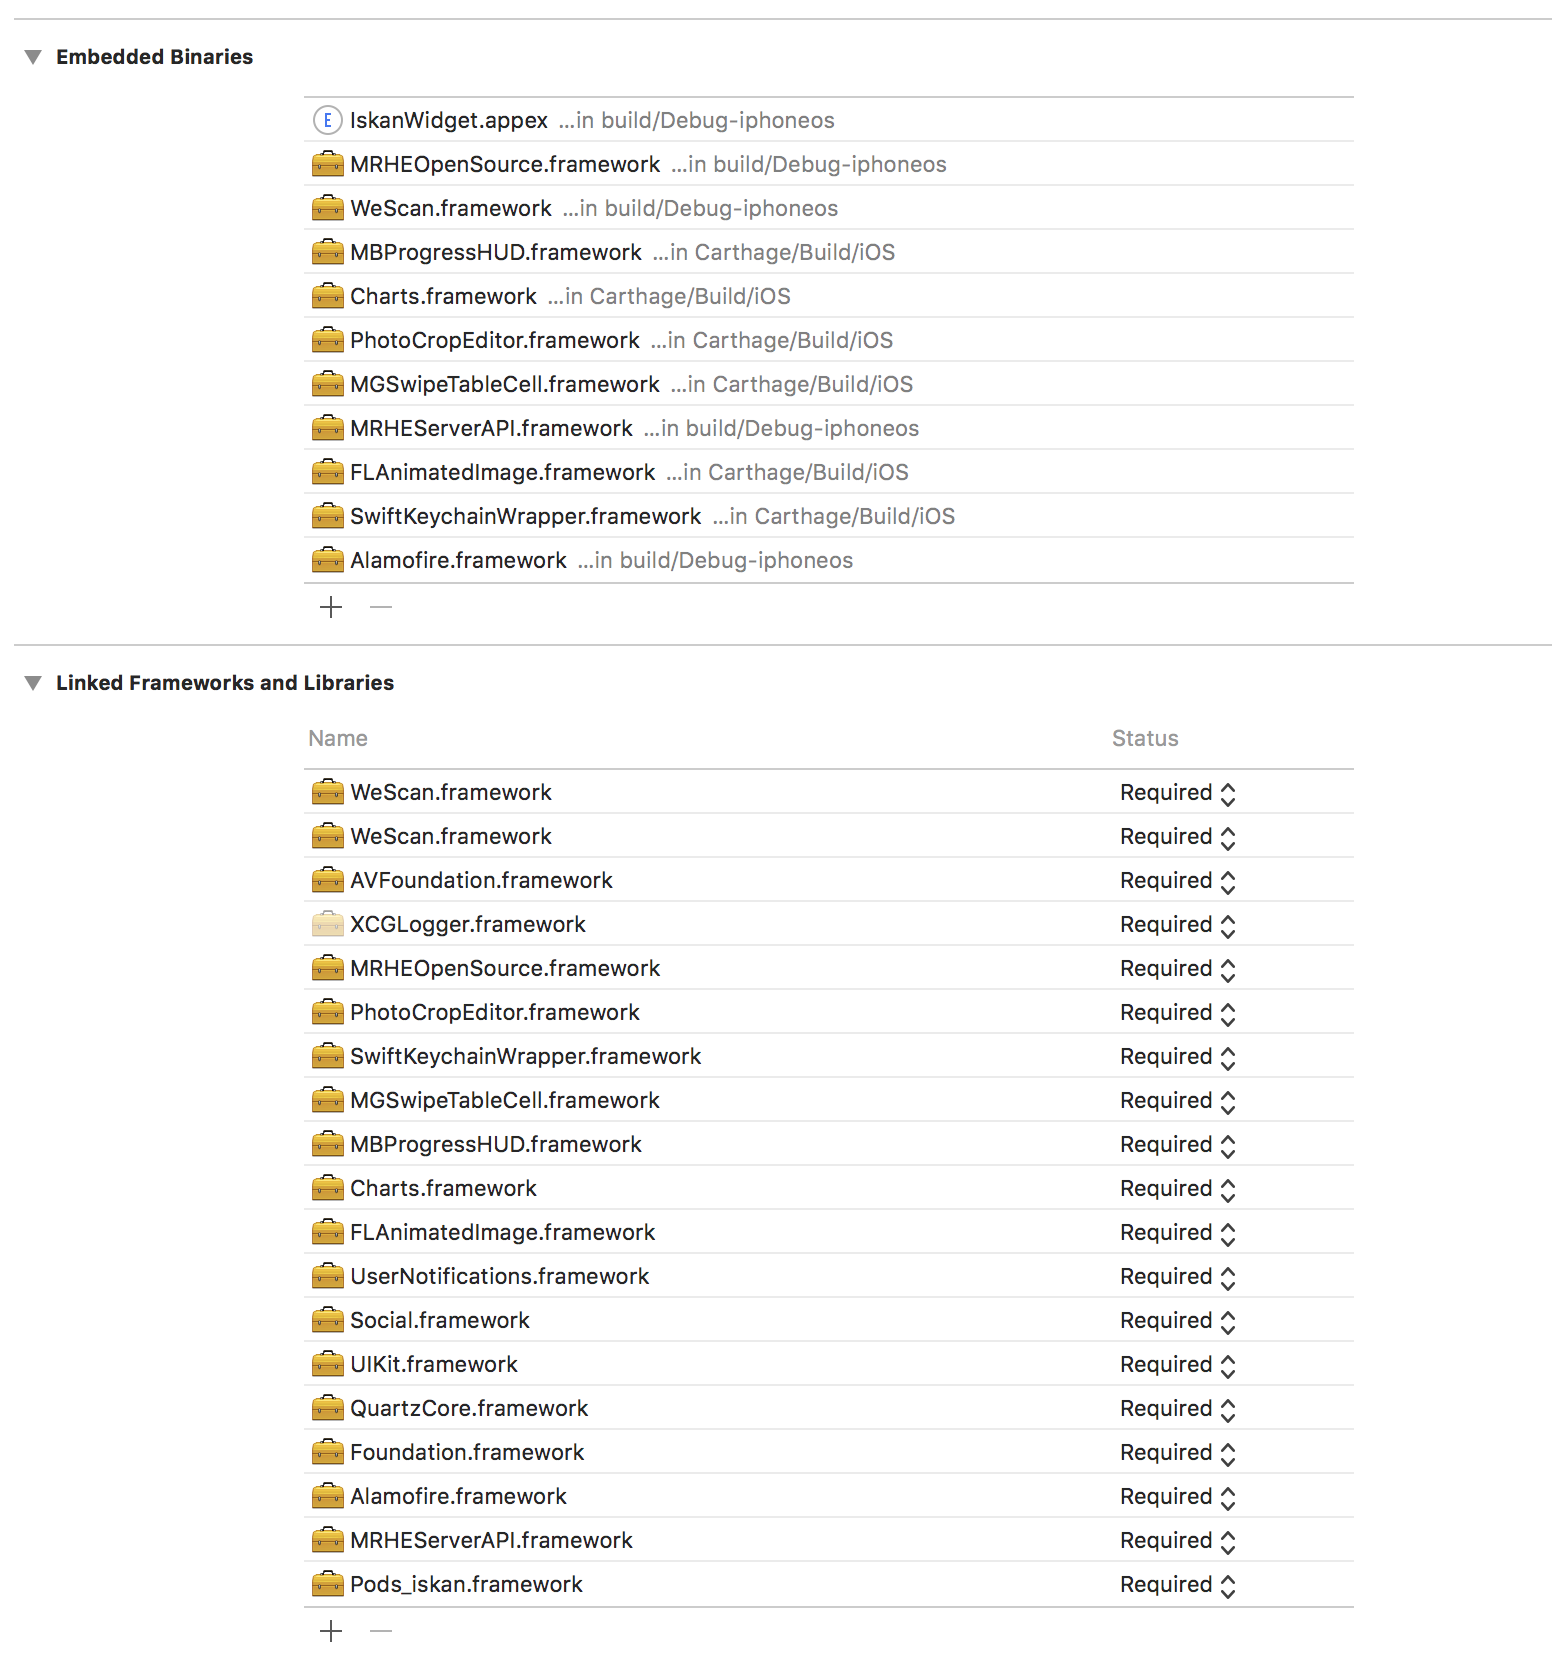 Embedded Binaries
E IskanWidget.appex ...in build/Debug-iphoneos
MRHEOpenSource.framework ...in build/Debug-iphoneos
WeScan.framework ...in build/Debug-iphoneos
MBProgressHUD.framework ...in Carthage/Build/iOS
Charts.framework ...in Carthage/Build/iOS
PhotoCropEditor.framework ...in Carthage/Build/iOS
MGSwipeTableCell.framework ...in Carthage/Build/iOS
MRHEServerAPI.framework ...in build/Debug-iphoneos
FLAnimatedImage.framework ...in Carthage/Build/iOS
SwiftKeychainWrapper.framework ...in Carthage/Build/iOS
Alamofire.framework ...in build/Debug-iphoneos
Linked Frameworks and Libraries
Name Status
WeScan.framework Required
WeScan.framework Required
AVFoundation.framework Required
XCGLogger.framework Required
MRHEOpenSource.framework Required
PhotoCropEditor.framework Required
SwiftKeychainWrapper.framework Required
MGSwipeTableCell.framework Required
MBProgressHUD.framework Required
Charts.framework Required
FLAnimatedImage.framework Required
UserNotifications.framework Required
Social.framework Required
UIKit.framework Required
QuartzCore.framework Required
Foundation.framework Required
Alamofire.framework Required
MRHEServerAPI.framework Required
Pods_iskan.framework Required